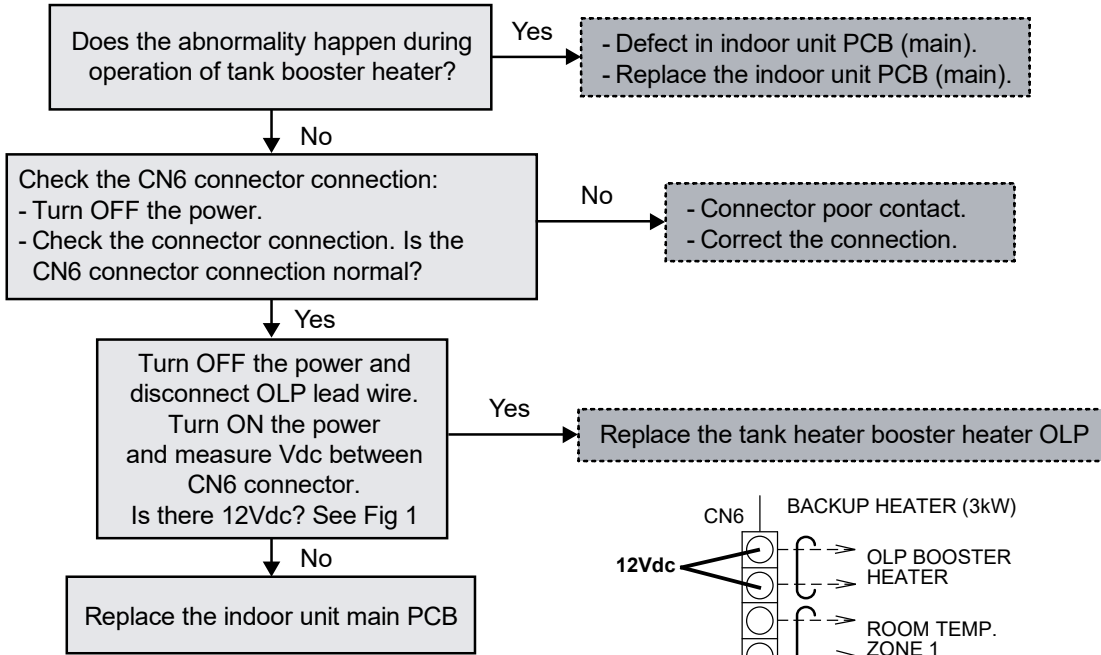 Does the abnormality happen during
operation of tank booster heater?
Yes
- Defect in indoor unit PCB (main).
- Replace the indoor unit PCB (main).
No
Check the CN6 connector connection:
- Turn OFF the power.
- Check the connector connection. Is the
CN6 connector connection normal?
No
- Connector poor contact.
- Correct the connection.
Yes
Turn OFF the power and
disconnect OLP lead wire.
Turn ON the power
and measure Vdc between
CN6 connector.
Is there 12Vdc? See Fig 1
Yes
Replace the tank heater booster heater OLP
No
Replace the indoor unit main PCB
CN6
BACKUP HEATER (3kW)
12Vdc
OLP BOOSTER
HEATER
ROOM TEMP.
ZONE 1